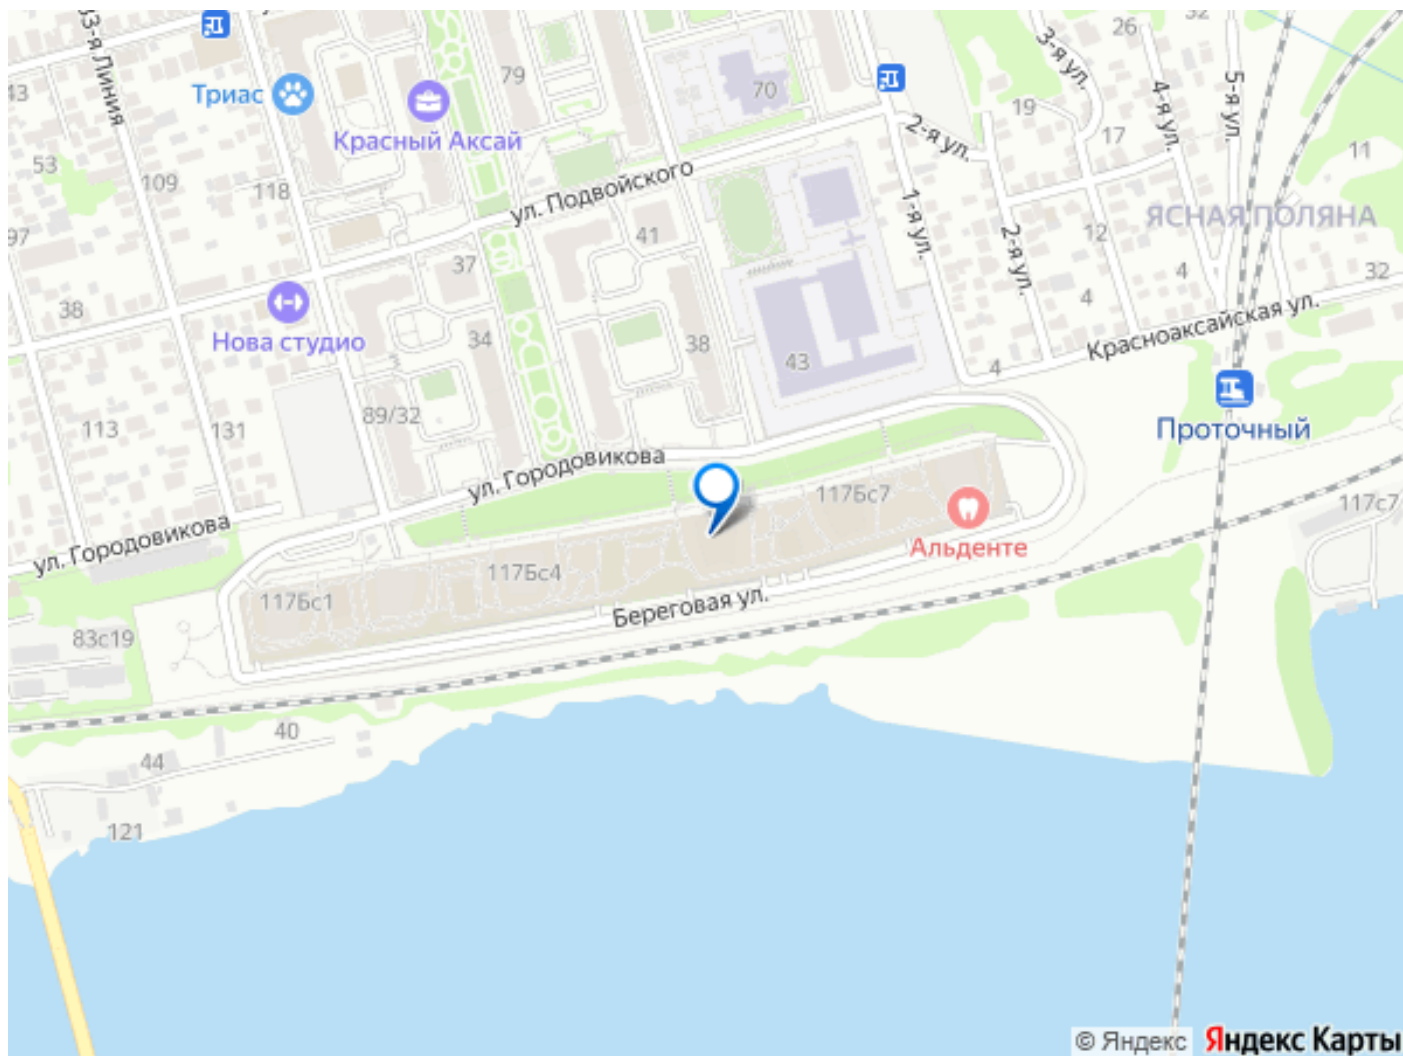 33-я Линия
32
26
3-я ул.
4-я ул.
5-я ул.
79
70
Триас
43
Красный Аксай
19
17
2-я ул.
11
53
109
118
ул. Подвойского
1-я ул.
ЯСНАЯ ПОЛЯНА
97
41
12
2-я ул.
37
4
32
38
4
Нова студио
34
38
43
4
Красноаксайская ул.
89/32
113
131
Проточный
ул. Городовикова
117Бс7
117с7
ул. Городовикова
Альденте
117Бс4
117Бс1
Береговая ул.
83с19
40
44
121
© Яндекс Яндекс Карты